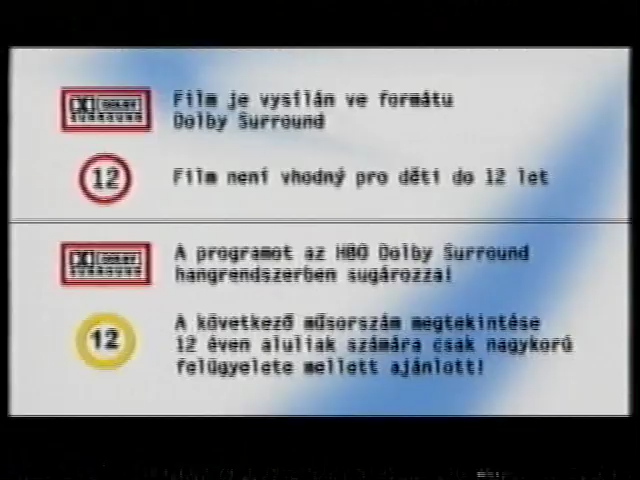 DOLBY SURROUND
Film je vysílán ve formátu
Dolby Surround
12
Film není vhodný pro děti do 12 let
DOLBY SURROUND
A programot az HBO Dolby Surround
hangrendszerben sugározza!
12
A következő műsorszám megtekintése
12 éven aluliak számára csak nagykorú
felügyelete mellett ajánlott!